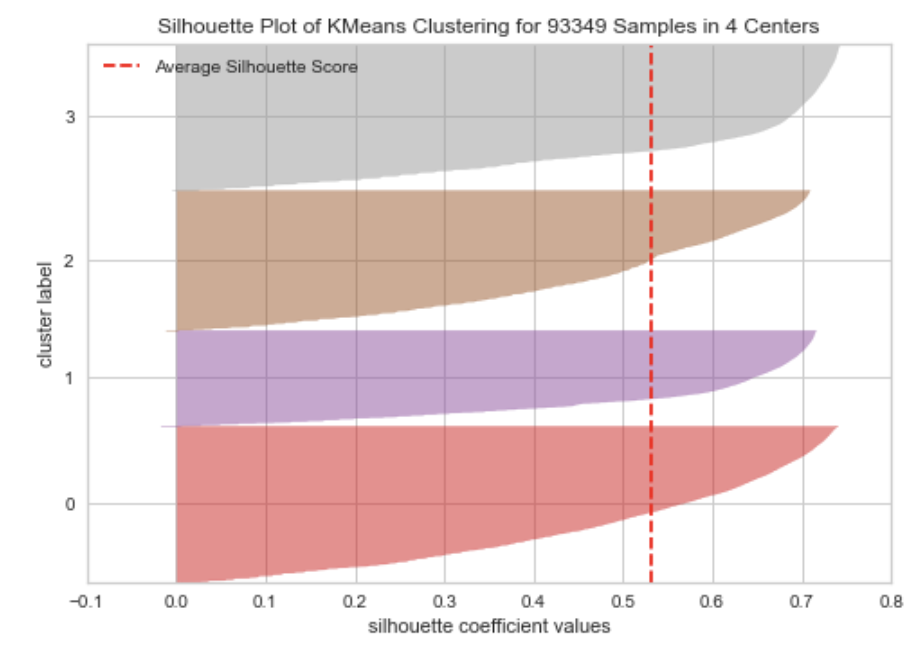 Silhouette Plot of KMeans Clustering for 93349 Samples in 4 Centers
Average Silhouette Score
3
2
1
0
cluster label
−0.1 0.0 0.1 0.2 0.3 0.4 0.5 0.6 0.7 0.8
silhouette coefficient values